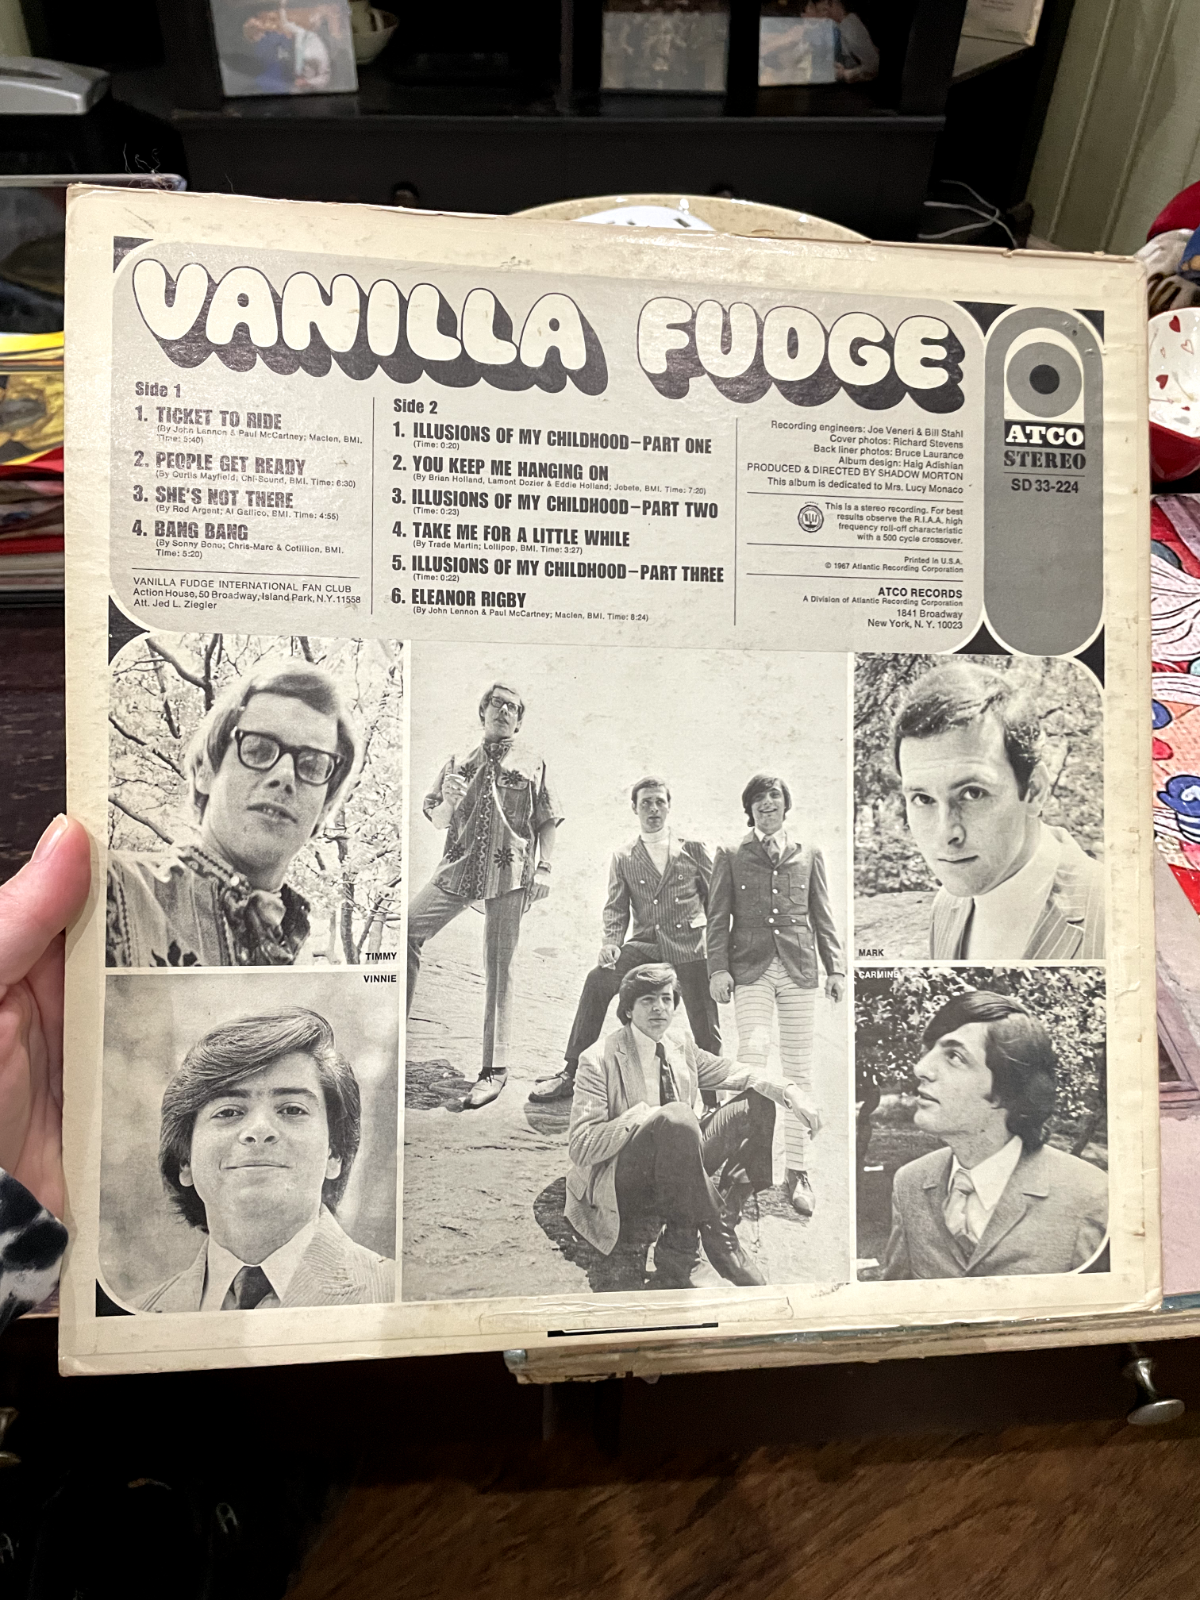 VANILLA FUDGE
Side 1
1. TICKET TO RIDE
(By John Lennon & Paul McCartney; Maclen, BMI.
Time: 5:40)
2. PEOPLE GET READY
(By Curtis Mayfield; Chi-Sound, BMI. Time: 6:30)
3. SHE'S NOT THERE
(By Rod Argent; Al Gallico, BMI. Time: 4:55)
4. BANG BANG
(By Sonny Bono; Chris-Marc & Cotillion, BMI.
Time: 5:20)
VANILLA FUDGE INTERNATIONAL FAN CLUB
Action House, 50 Broadway, Island Park, N.Y. 11558
Att. Jed L. Ziegler
Side 2
1. ILLUSIONS OF MY CHILDHOOD—PART ONE
(Time: 0:20)
2. YOU KEEP ME HANGING ON
(By Brian Holland, Lamont Dozier & Eddie Holland; Jobete, BMI. Time: 7:20)
3. ILLUSIONS OF MY CHILDHOOD—PART TWO
(Time: 0:23)
4. TAKE ME FOR A LITTLE WHILE
(By Trade Martin; Lollipop, BMI. Time: 3:27)
5. ILLUSIONS OF MY CHILDHOOD—PART THREE
(Time: 0:22)
6. ELEANOR RIGBY
(By John Lennon & Paul McCartney; Maclen, BMI. Time: 8:24)
Recording engineers: Joe Veneri & Bill Stahl
Cover photos: Richard Stevens
Back liner photos: Bruce Laurance
Album design: Haig Adishian
PRODUCED & DIRECTED BY SHADOW MORTON
This album is dedicated to Mrs. Lucy Monaco
This is a stereo recording. For best
results observe the R.I.A.A. high
frequency roll-off characteristic
with a 500 cycle crossover.
Printed in U.S.A.
© 1967 Atlantic Recording Corporation
ATCO RECORDS
A Division of Atlantic Recording Corporation
1841 Broadway
New York, N. Y. 10023
ATCO
STEREO
SD 33-224
TIMMY
VINNIE
MARK
CARMINE